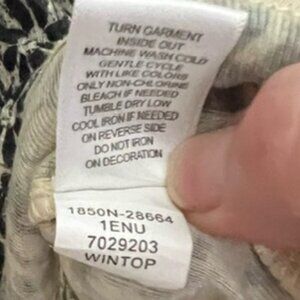 TURN GARMENT
INSIDE OUT
MACHINE WASH COLD
GENTLE CYCLE
WITH LIKE COLORS
ONLY NON-CHLORINE
BLEACH IF NEEDED
TUMBLE DRY LOW
COOL IRON IF NEEDED
ON REVERSE SIDE
DO NOT IRON
ON DECORATION
1850N-28664
1ENU
7029203
WINTOP